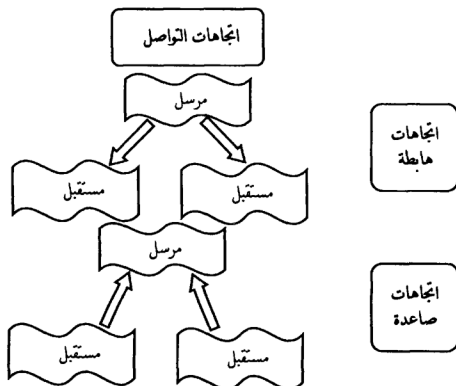 اتجاهات التواصل
مرسل
اتجاهات
هابطة
مستقبل
مستقبل
مرسل
اتجاهات
صاعدة
مستقبل
مستقبل